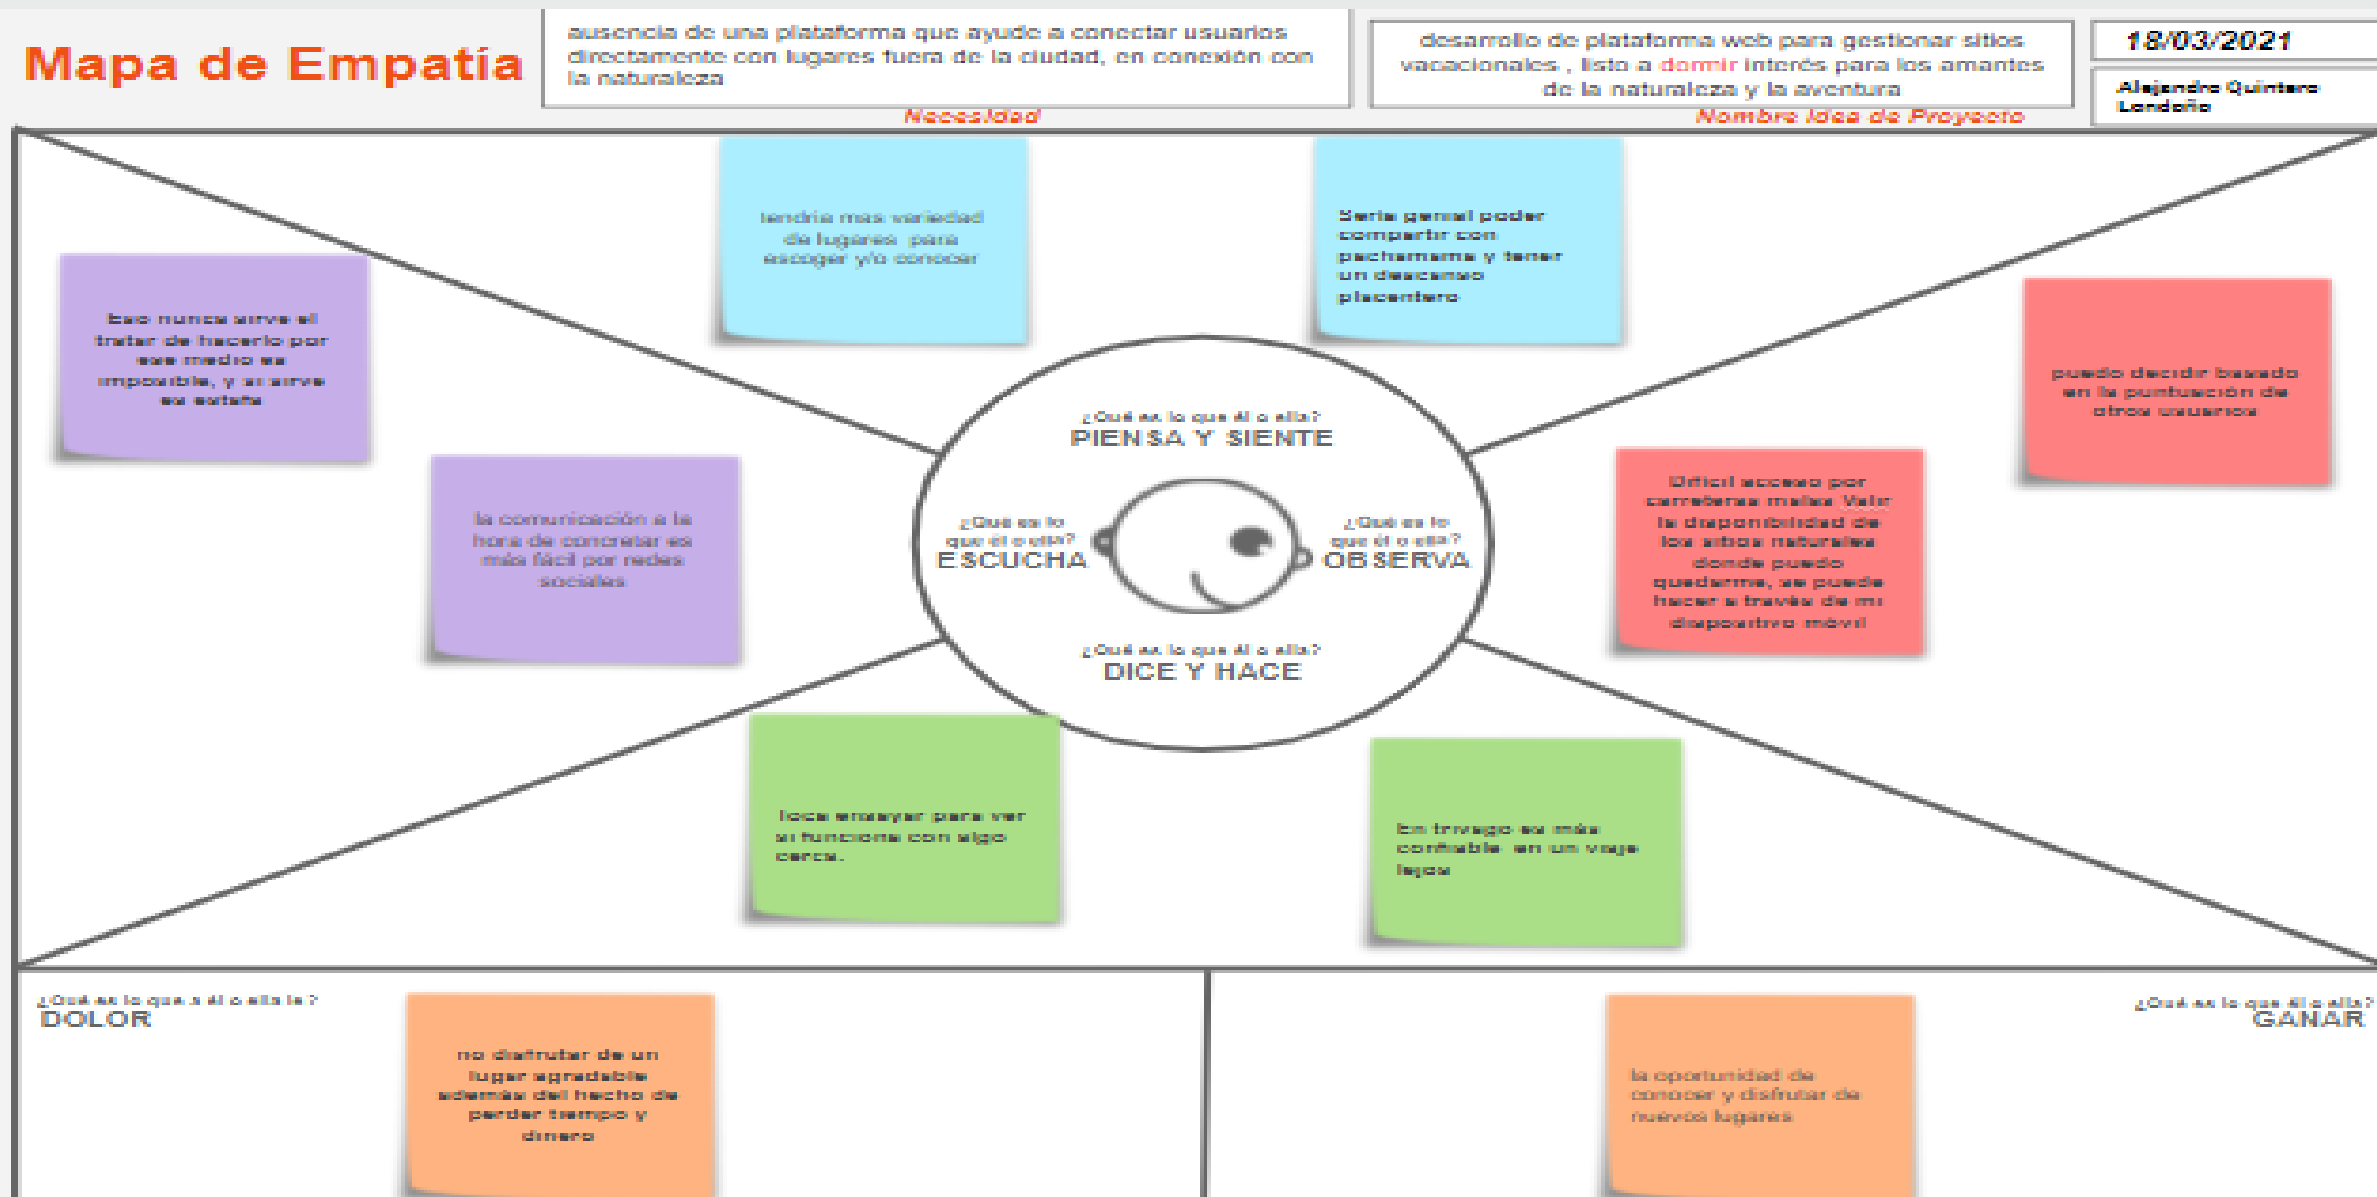 Mapa de Empatía
ausencia de una plataforma que ayude a conectar usuarios
directamente con lugares fuera de la ciudad, en conexión con
la naturaleza
Necesidad
desarrollo de plataforma web para gestionar sitios
vacacionales , listo a dormir interés para los amantes
de la naturaleza y la aventura
Nombre Idea de Proyecto
18/03/2021
Alejandro Quintero
Londoño
tendria mas variedad
de lugares para
escoger y/o conocer
Seria genial poder
compartir con
pachamama y tener
un descanso
placentero
Eso nunca sirve el
tratar de hacerlo por
ese medio es
imposible, y si sirve
es estafa
la comunicación a la
hora de concretar es
más fácil por redes
sociales
puedo decidir basado
en la puntuación de
otros usuarios
Dificil acceso por
carreteras malas
la disponibilidad de
los sitios naturales
donde puedo
quedarme, se puede
hacer a través de mi
dispositivo móvil
¿Qué es lo que él o ella?
PIENSA Y SIENTE
¿Qué es lo
que él o ella?
ESCUCHA
¿Qué es lo
que él o ella?
OBSERVA
¿Qué es lo que él o ella?
DICE Y HACE
Toca ensayar para ver
si funciona con algo
cerca.
En trivago es más
confiable en un viaje
lejos
¿Qué es lo que a él o ella le?
DOLOR
no disfrutar de un
lugar agradable
además del hecho de
perder tiempo y
dinero
la oportunidad de
conocer y disfrutar de
nuevos lugares
¿Qué es lo que él o ella?
GANAR